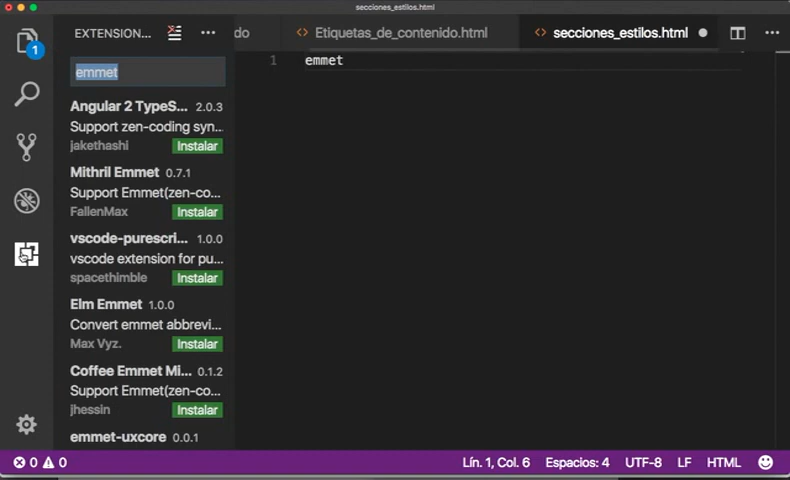 secciones_estilos.html
EXTENSION...
do
Etiquetas_de_contenido.html
secciones_estilos.html
1
emmet
1
emmet
Angular 2 TypeS... 2.0.3
Support zen-coding syn...
jakethashi Instalar
Mithril Emmet 0.7.1
Support Emmet(zen-co...
FallenMax Instalar
vscode-purescri... 1.0.0
vscode extension for pu...
spacethimble Instalar
Elm Emmet 1.0.0
Convert emmet abbrevi...
Max Vyz. Instalar
Coffee Emmet Mi... 0.1.2
Support Emmet(zen-co...
jhessin Instalar
emmet-uxcore 0.0.1
0 0
Lín. 1, Col. 6 Espacios: 4 UTF-8 LF HTML